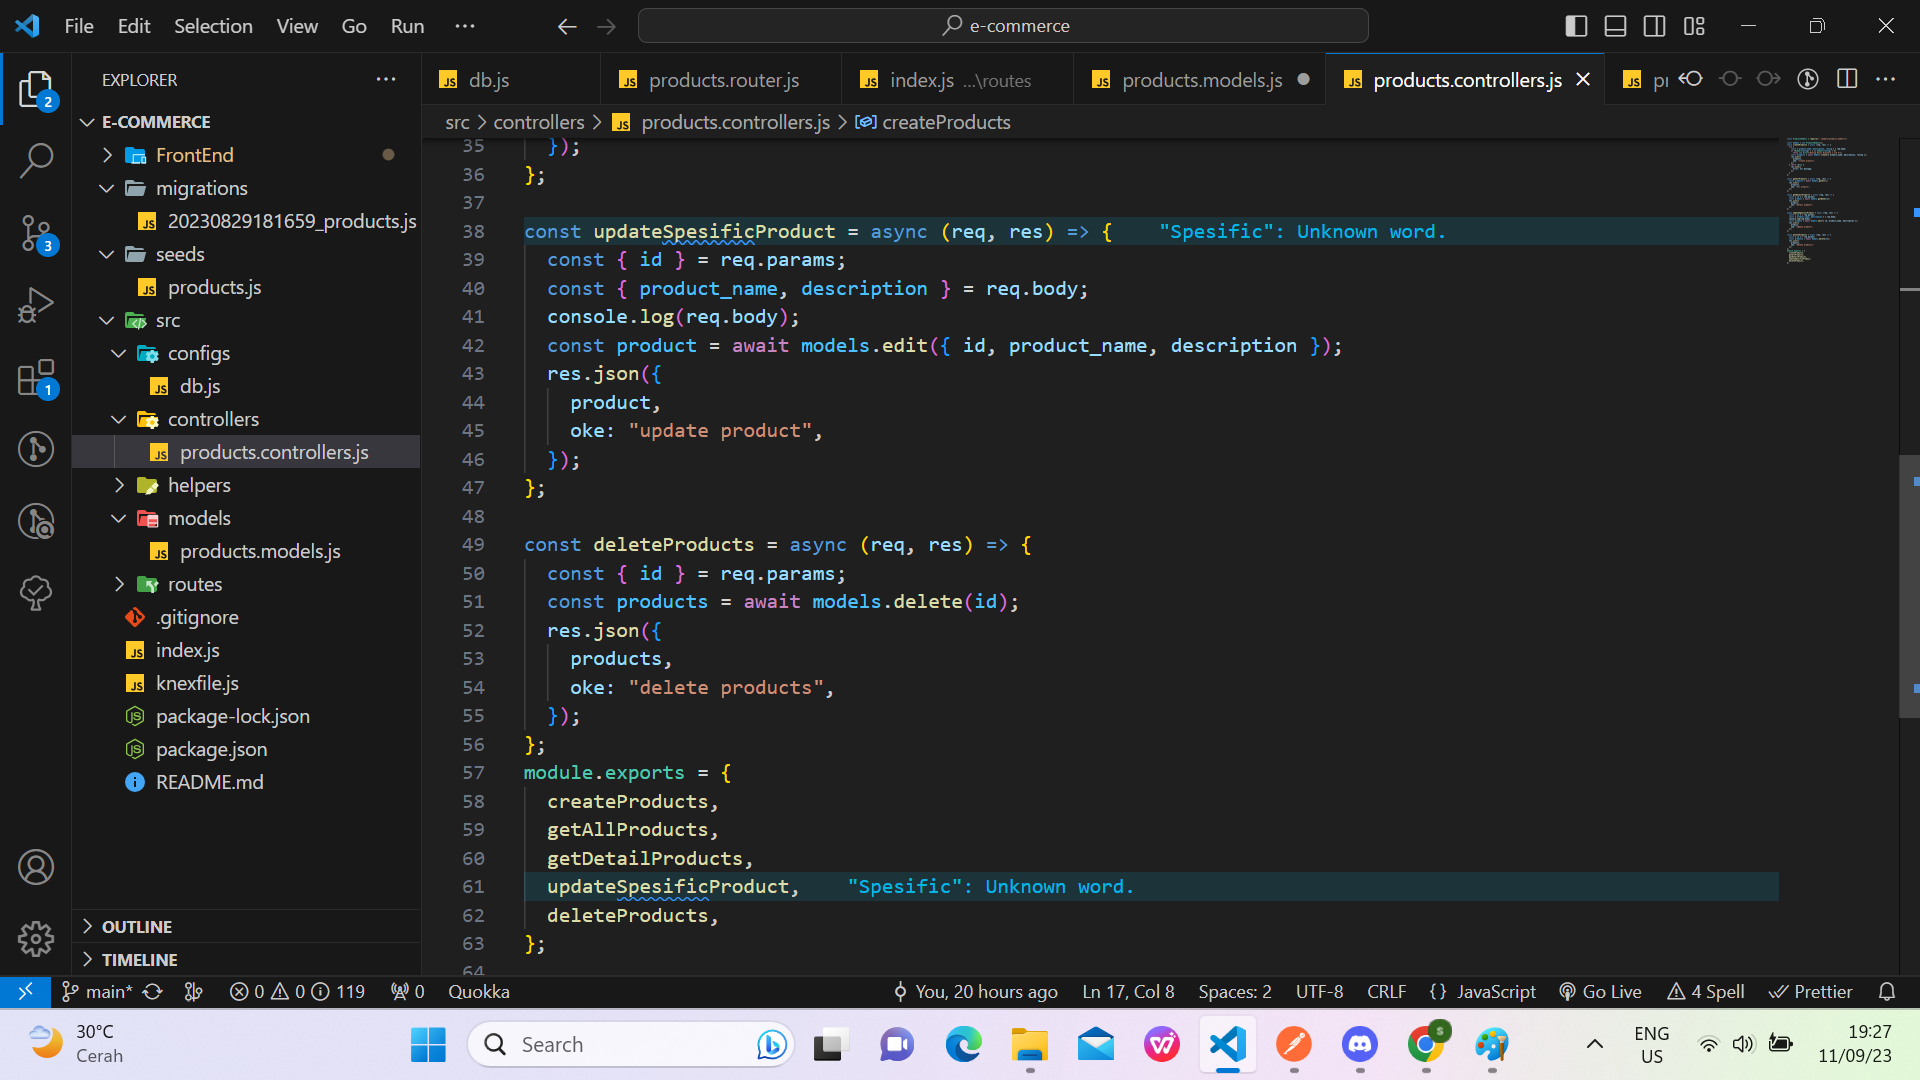 File Edit Selection View Go Run ···
e-commerce
EXPLORER
E-COMMERCE
FrontEnd
migrations
20230829181659_products.js
seeds
products.js
src
configs
db.js
controllers
products.controllers.js
helpers
models
products.models.js
routes
.gitignore
index.js
knexfile.js
package-lock.json
package.json
README.md
OUTLINE
TIMELINE
2
3
1
db.js
products.router.js
index.js ...\routes
products.models.js
products.controllers.js
pr
src > controllers > products.controllers.js > createProducts
35 });
36 };
37
38 const updateSpesificProduct = async (req, res) => { "Spesific": Unknown word.
39 const { id } = req.params;
40 const { product_name, description } = req.body;
41 console.log(req.body);
42 const product = await models.edit({ id, product_name, description });
43 res.json({
44 product,
45 oke: "update product",
46 });
47 };
48
49 const deleteProducts = async (req, res) => {
50 const { id } = req.params;
51 const products = await models.delete(id);
52 res.json({
53 products,
54 oke: "delete products",
55 });
56 };
57 module.exports = {
58 createProducts,
59 getAllProducts,
60 getDetailProducts,
61 updateSpesificProduct, "Spesific": Unknown word.
62 deleteProducts,
63 };
64
main* 0 0 119 0 Quokka You, 20 hours ago Ln 17, Col 8 Spaces: 2 UTF-8 CRLF {} JavaScript Go Live 4 Spell Prettier
30°C
Cerah
Search
S
ENG
US
19:27
11/09/23